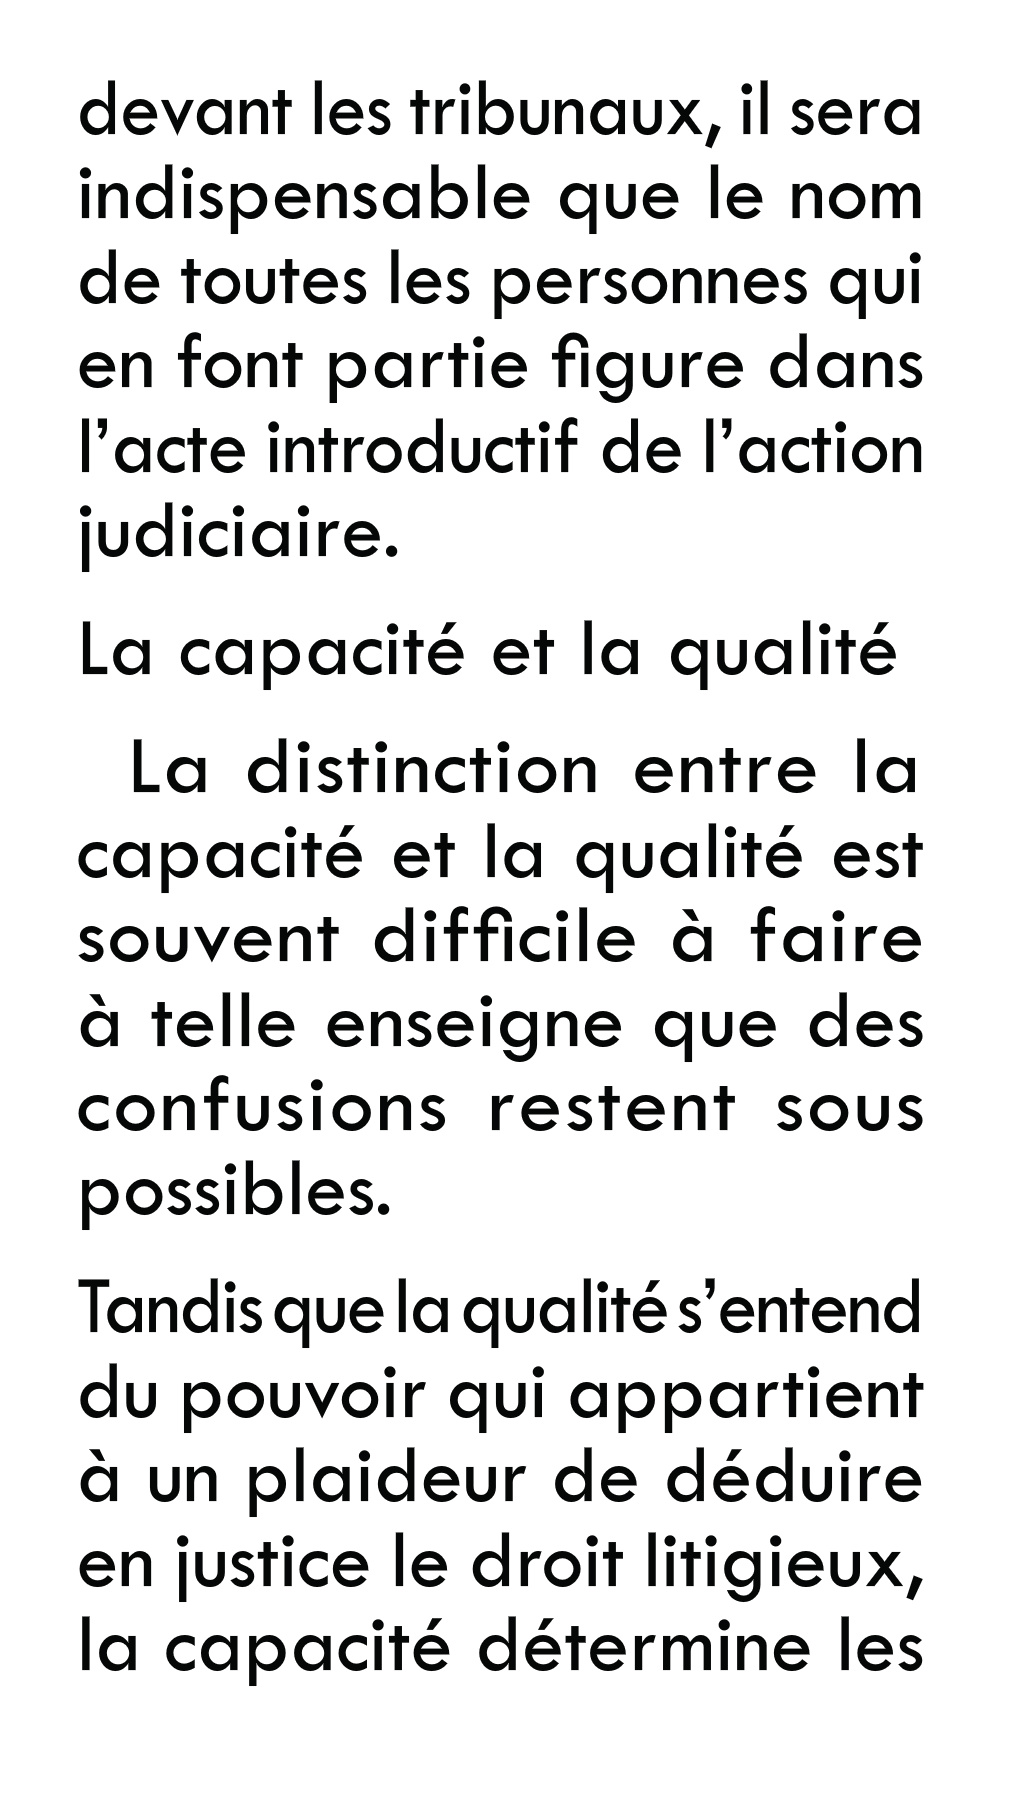 devant les tribunaux, il sera
indispensable que le nom
de toutes les personnes qui
en font partie figure dans
l’acte introductif de l’action
judiciaire.
La capacité et la qualité
La distinction entre la
capacité et la qualité est
souvent difficile à faire
à telle enseigne que des
confusions restent sous
possibles.
Tandis que la qualité s’entend
du pouvoir qui appartient
à un plaideur de déduire
en justice le droit litigieux,
la capacité détermine les